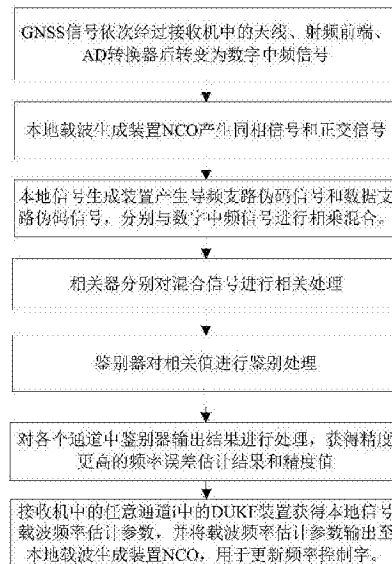 GNSS信号依次经过接收机中的天线、射频前端、
AD转换器后转变为数字中频信号
本地载波生成装置NCO产生同相信号和正交信号
本地信号生成装置产生导频支路伪码信号和数据支
路伪码信号，分别与数字中频信号进行相乘混合。
相关器分别对混合信号进行相关处理
鉴别器对相关值进行鉴别处理
对各个通道中鉴别器输出结果进行处理，获得精度
更高的频率误差估计结果和精度值
接收机中的任意通道i中的DUKF装置获得本地信号
载波频率估计参数，并将载波频率估计参数输出至
本地载波生成装置NCO，用于更新频率控制字。